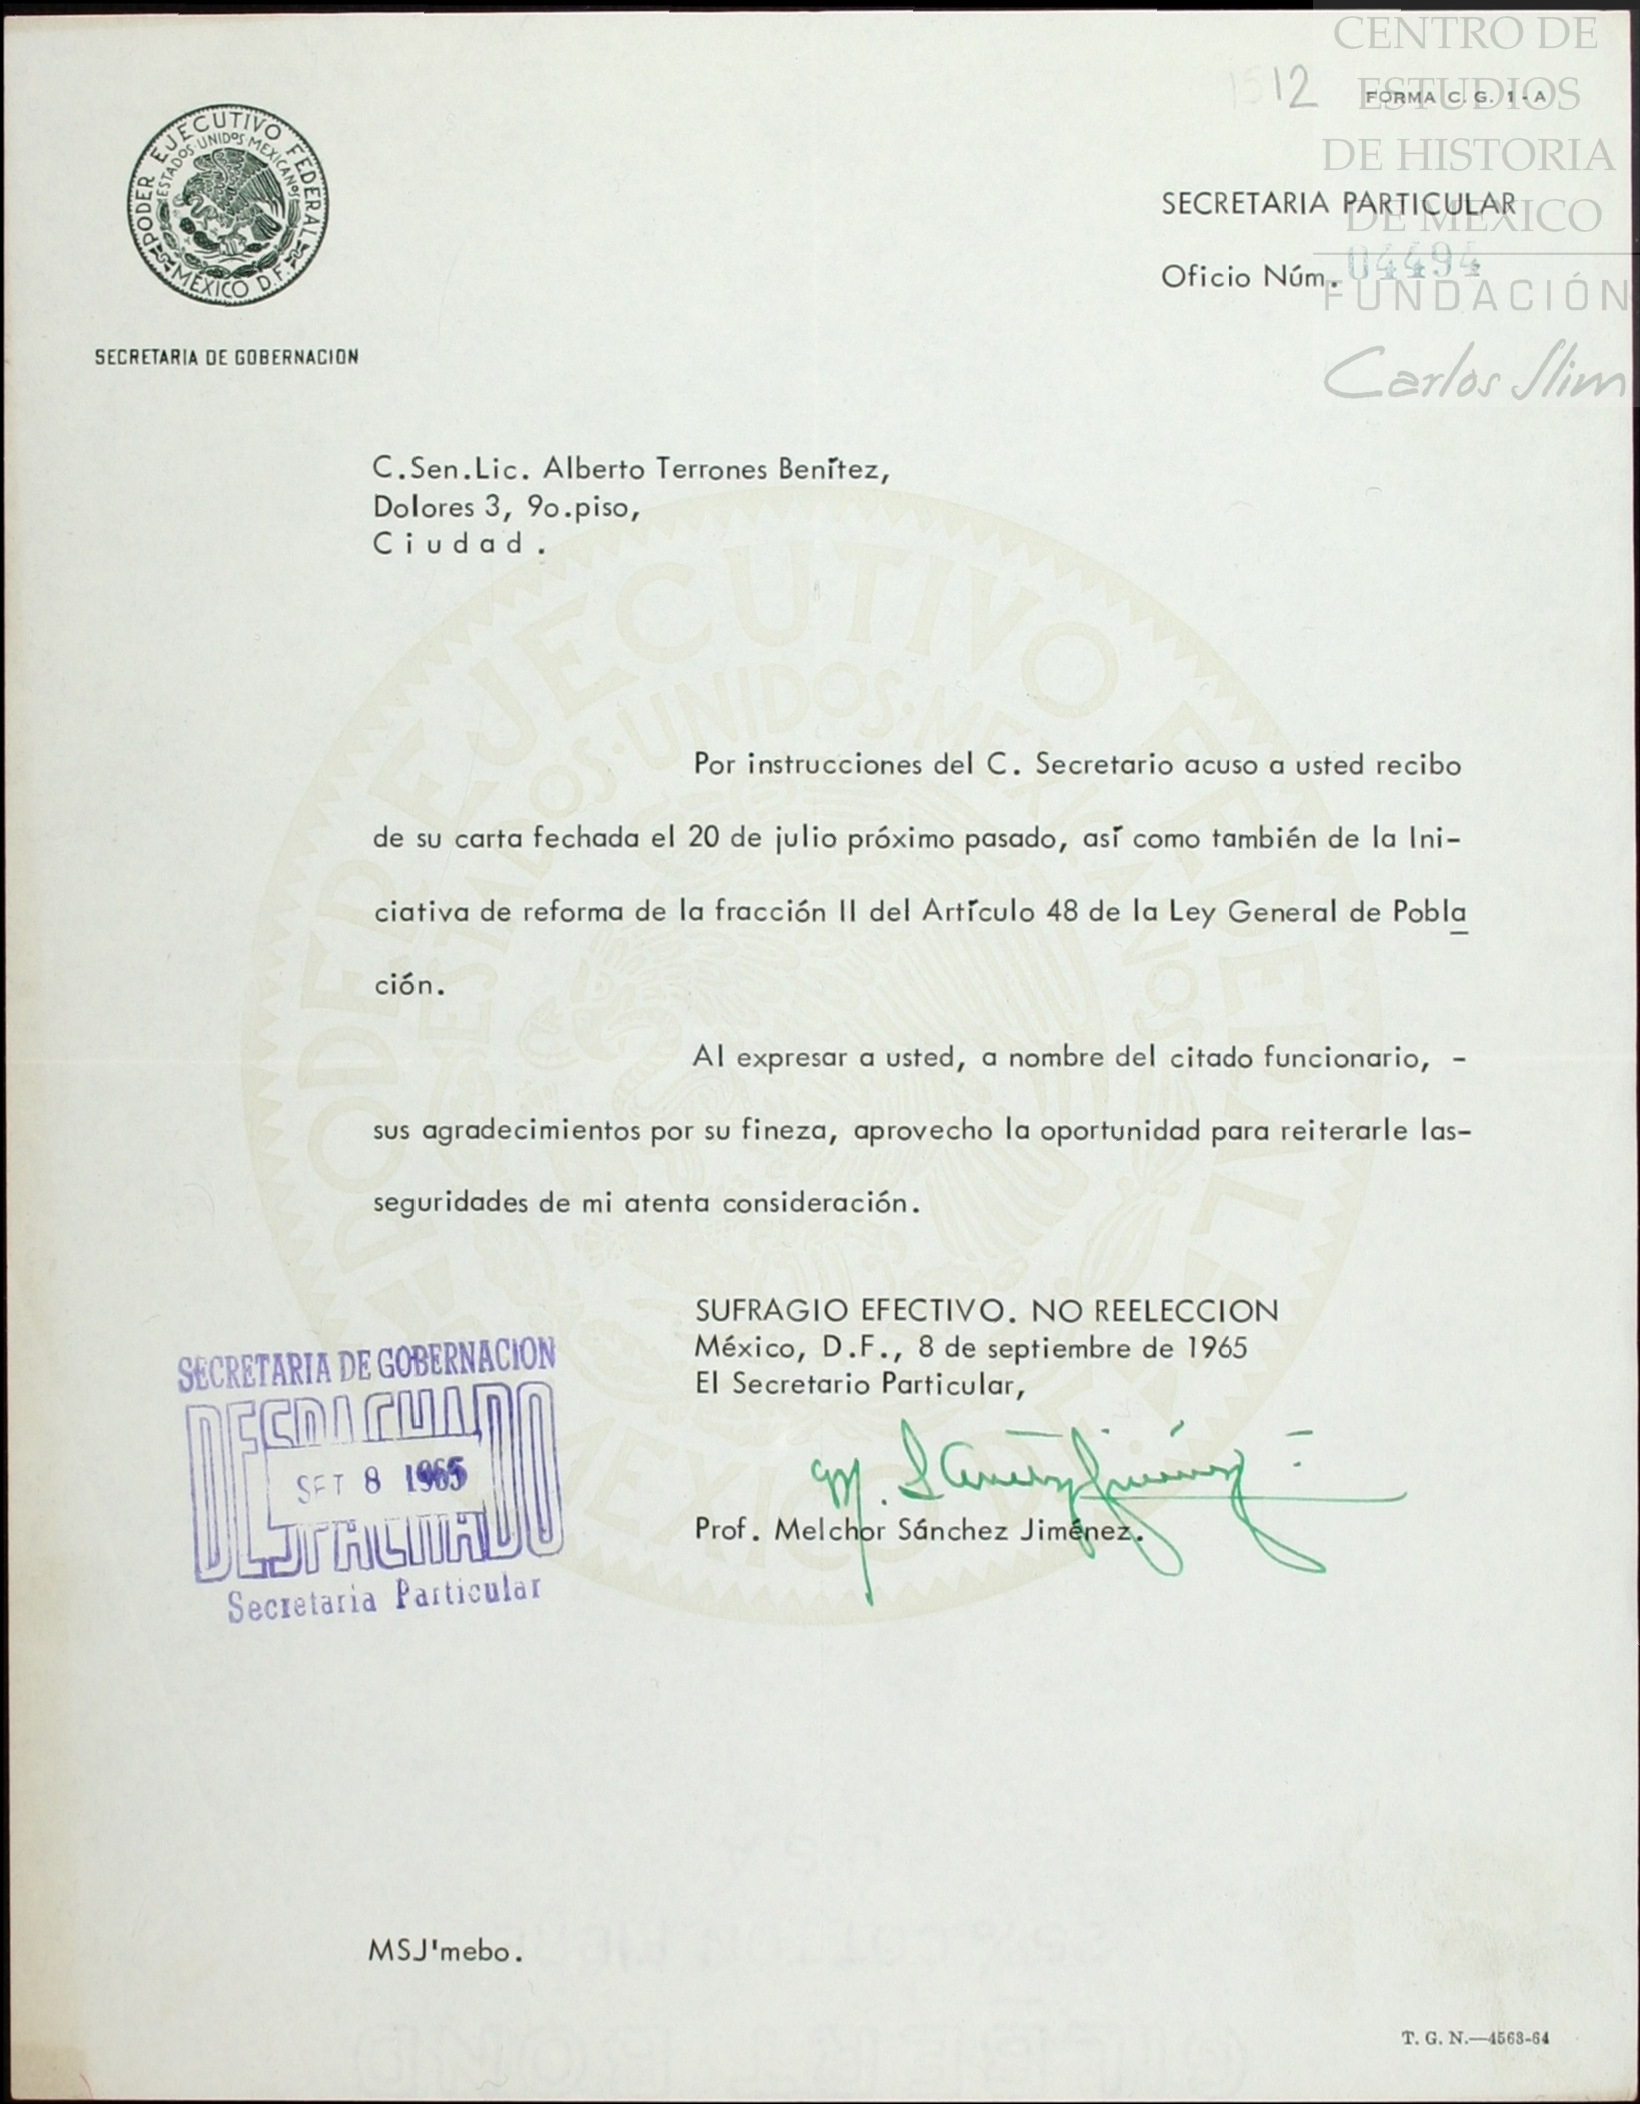 CENTRO DE
ESTUDIOS
DE HISTORIA
DE MÉXICO
FUNDACIÓN
Carlos Slim
1512
FORMA C. G. 1 - A
PODER EJECUTIVO FEDERAL
ESTADOS·UNIDOS·MEXICANOS
MÉXICO D.F.
SECRETARIA DE GOBERNACION
SECRETARIA PARTICULAR
Oficio Núm. 04494
C.Sen.Lic. Alberto Terrones Benítez,
Dolores 3, 9o.piso,
C i u d a d .
Por instrucciones del C. Secretario acuso a usted recibo
de su carta fechada el 20 de julio próximo pasado, así como también de la Ini-
ciativa de reforma de la fracción II del Artículo 48 de la Ley General de Pobla
ción.
Al expresar a usted, a nombre del citado funcionario, -
sus agradecimientos por su fineza, aprovecho la oportunidad para reiterarle las-
seguridades de mi atenta consideración.
SUFRAGIO EFECTIVO. NO REELECCION
México, D.F., 8 de septiembre de 1965
El Secretario Particular,
M. Sánchez Jiménez
Prof. Melchor Sánchez Jiménez.
SECRETARIA DE GOBERNACION
DESPACHADO
SET 8 1965
DESPACHADO
Secretaria Particular
MSJ'mebo.
T. G. N.—4563-64